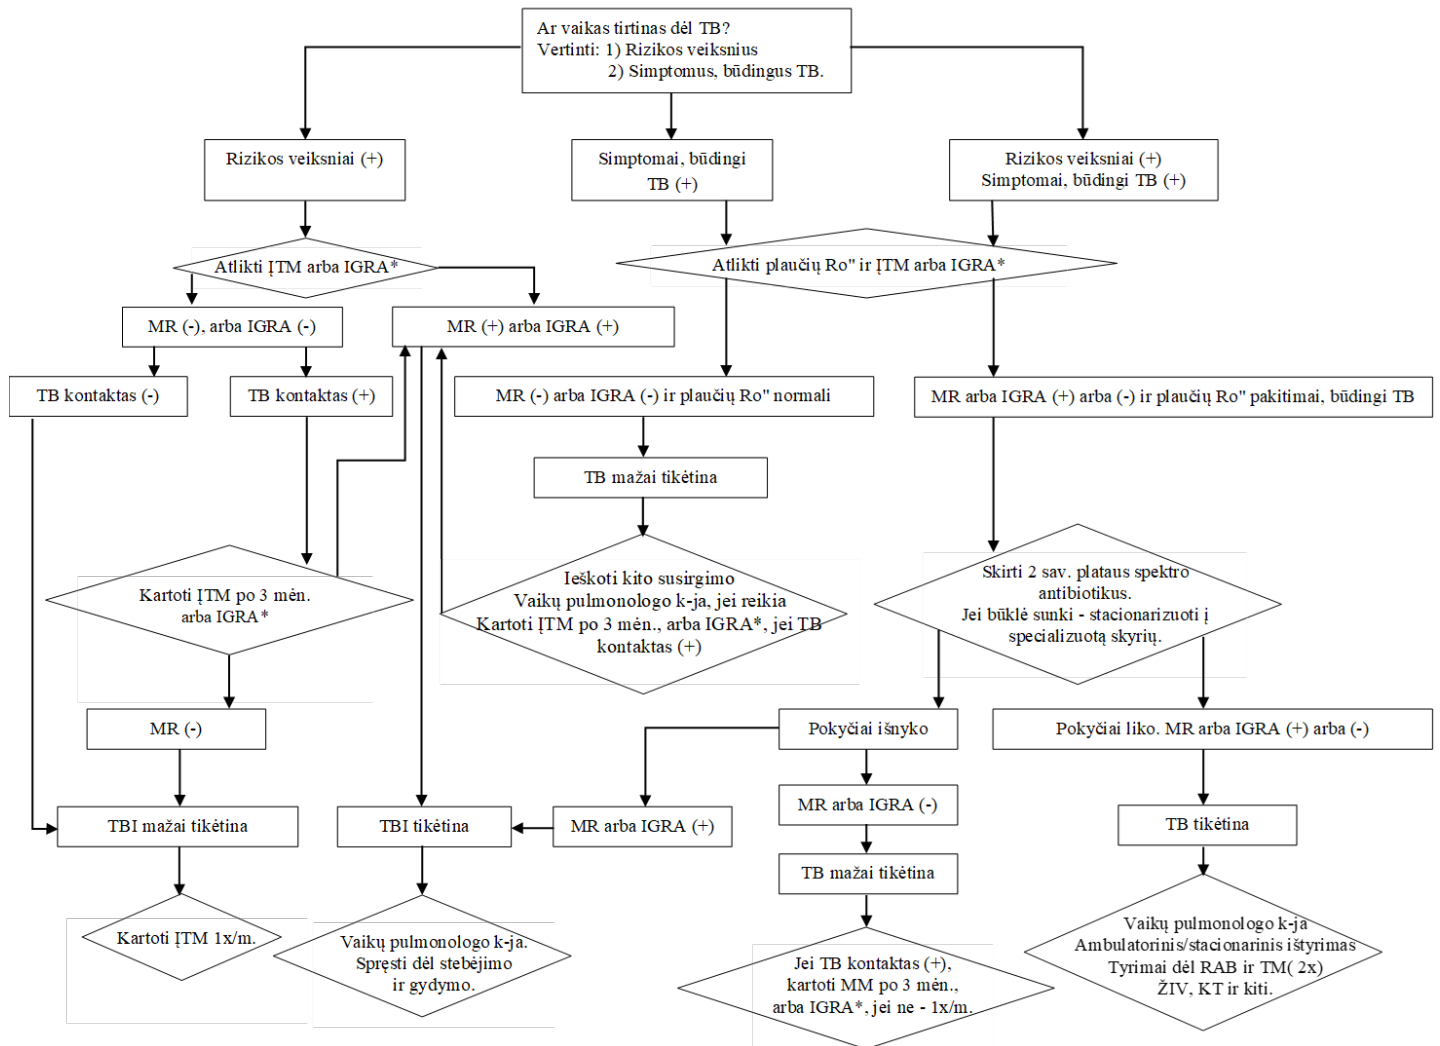 Ar vaikas tirtinas dėl TB?
Vertinti: 1) Rizikos veiksnius
2) Simptomus, būdingus TB.
Rizikos veiksniai (+)
Simptomai, būdingi
TB (+)
Rizikos veiksniai (+)
Simptomai, būdingi TB (+)
Atlikti ĮTM arba IGRA*
Atlikti plaučių Ro" ir ĮTM arba IGRA*
MR (-), arba IGRA (-)
MR (+) arba IGRA (+)
TB kontaktas (-)
TB kontaktas (+)
MR (-) arba IGRA (-) ir plaučių Ro" normali
MR arba IGRA (+) arba (-) ir plaučių Ro" pakitimai, būdingi TB
TB mažai tikėtina
Kartoti ĮTM po 3 mėn.
arba IGRA*
Ieškoti kito susirgimo
Vaikų pulmonologo k-ja, jei reikia
Kartoti ĮTM po 3 mėn., arba IGRA*, jei TB
kontaktas (+)
Skirti 2 sav. plataus spektro
antibiotikus.
Jei būklė sunki - stacionarizuoti į
specializuotą skyrių.
MR (-)
Pokyčiai išnyko
Pokyčiai liko. MR arba IGRA (+) arba (-)
TBI mažai tikėtina
TBI tikėtina
MR arba IGRA (+)
MR arba IGRA (-)
TB tikėtina
TB mažai tikėtina
Kartoti ĮTM 1x/m.
Vaikų pulmonologo k-ja.
Spręsti dėl stebėjimo
ir gydymo.
Jei TB kontaktas (+),
kartoti MM po 3 mėn.,
arba IGRA*, jei ne - 1x/m.
Vaikų pulmonologo k-ja
Ambulatorinis/stacionarinis ištyrimas
Tyrimai dėl RAB ir TM( 2x)
ŽIV, KT ir kiti.